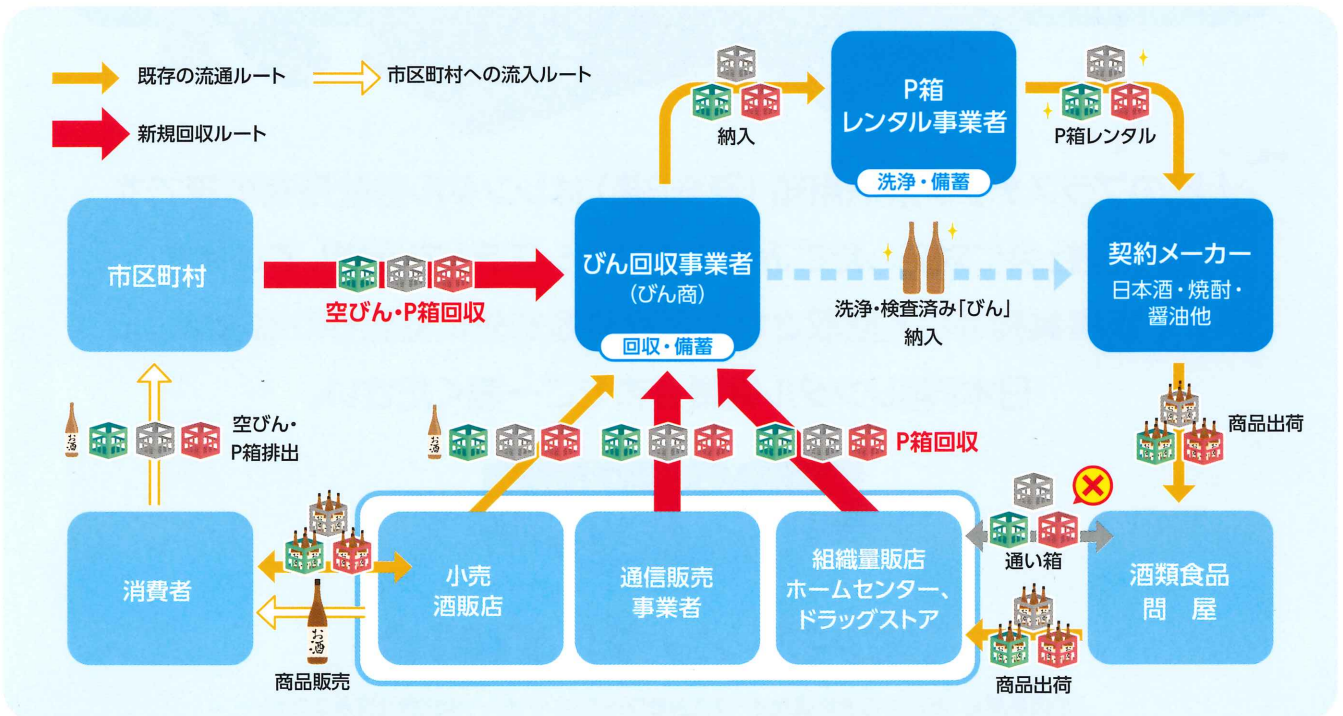 既存の流通ルート
市区町村への流入ルート
新規回収ルート
納入
P箱
レンタル事業者
洗浄・備蓄
P箱レンタル
市区町村
空びん・P箱回収
びん回収事業者
(びん商)
回収・備蓄
洗浄・検査済み「びん」
納入
契約メーカー
日本酒・焼酎・
醤油他
お酒
空びん・
P箱排出
お酒
P箱回収
商品出荷
消費者
お酒
商品販売
小売
酒販店
通信販売
事業者
組織量販店
ホームセンター、
ドラッグストア
通い箱
商品出荷
酒類食品
問屋